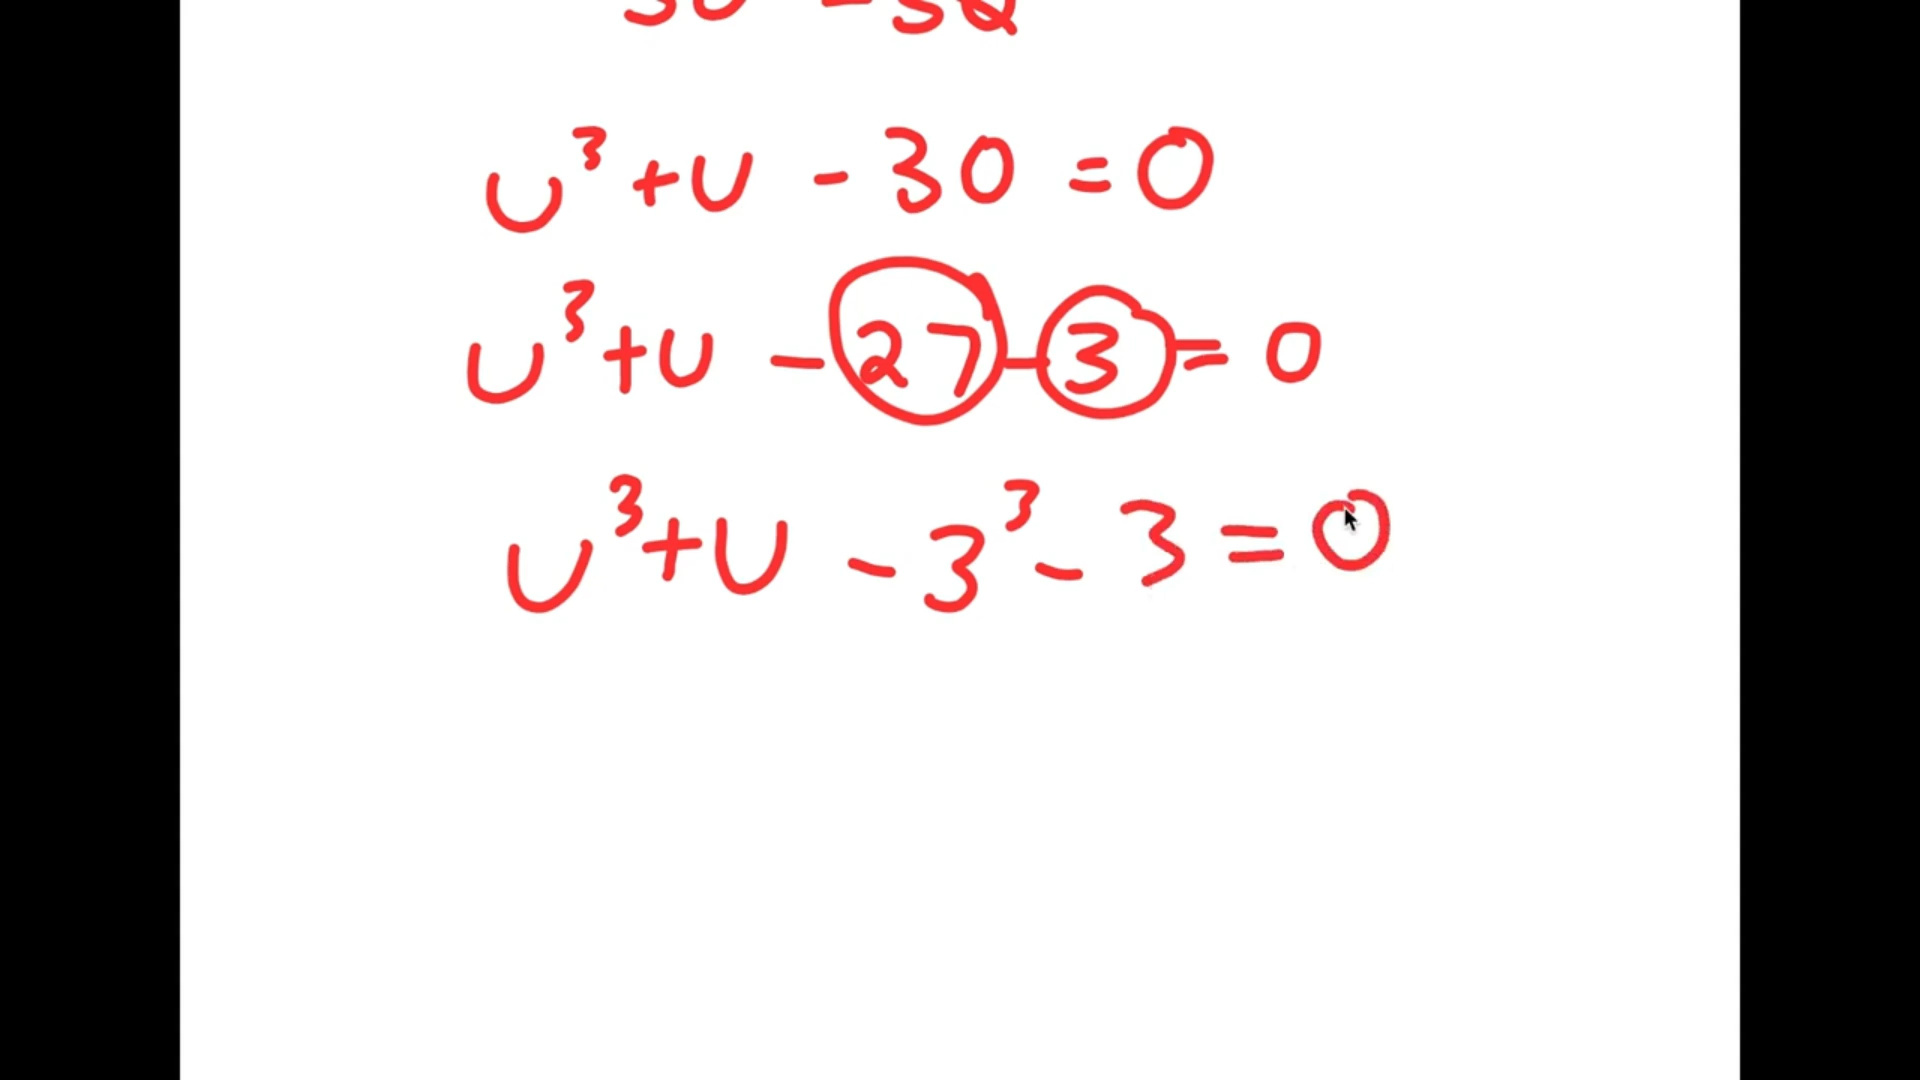 u³+u - 30 = 0
u³+u - 27 - 3 = 0
u³+u - 3³ - 3 = 0